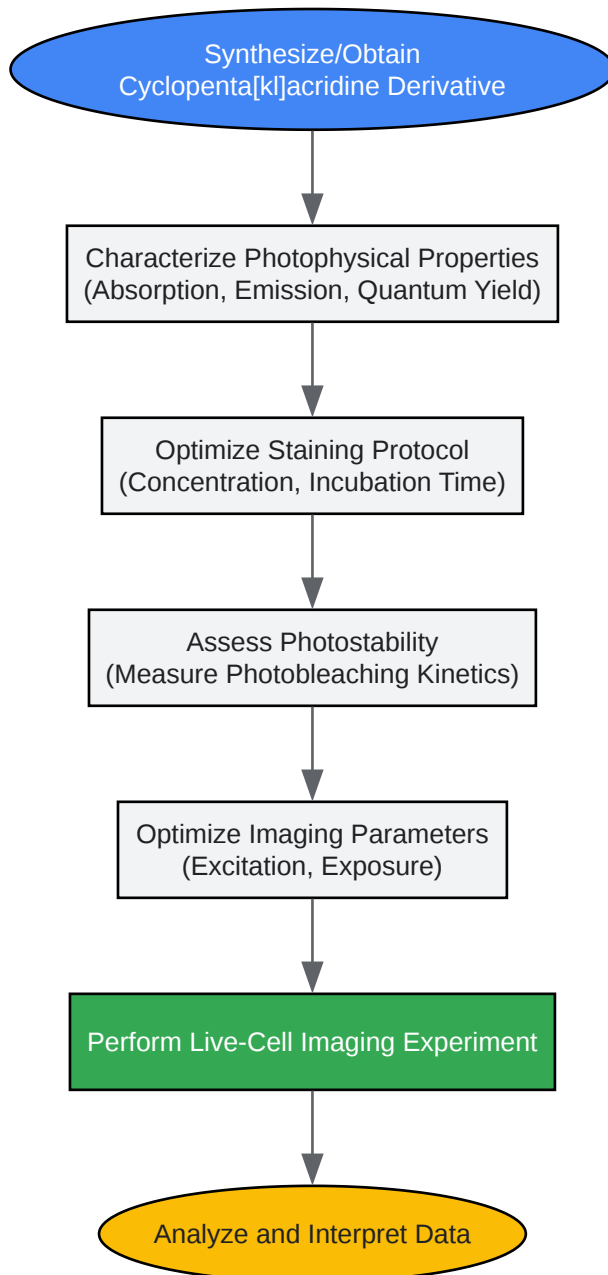 Synthesize/Obtain
Cyclopenta[kl]acridine Derivative
Characterize Photophysical Properties
(Absorption, Emission, Quantum Yield)
Optimize Staining Protocol
(Concentration, Incubation Time)
Assess Photostability
(Measure Photobleaching Kinetics)
Optimize Imaging Parameters
(Excitation, Exposure)
Perform Live-Cell Imaging Experiment
Analyze and Interpret Data